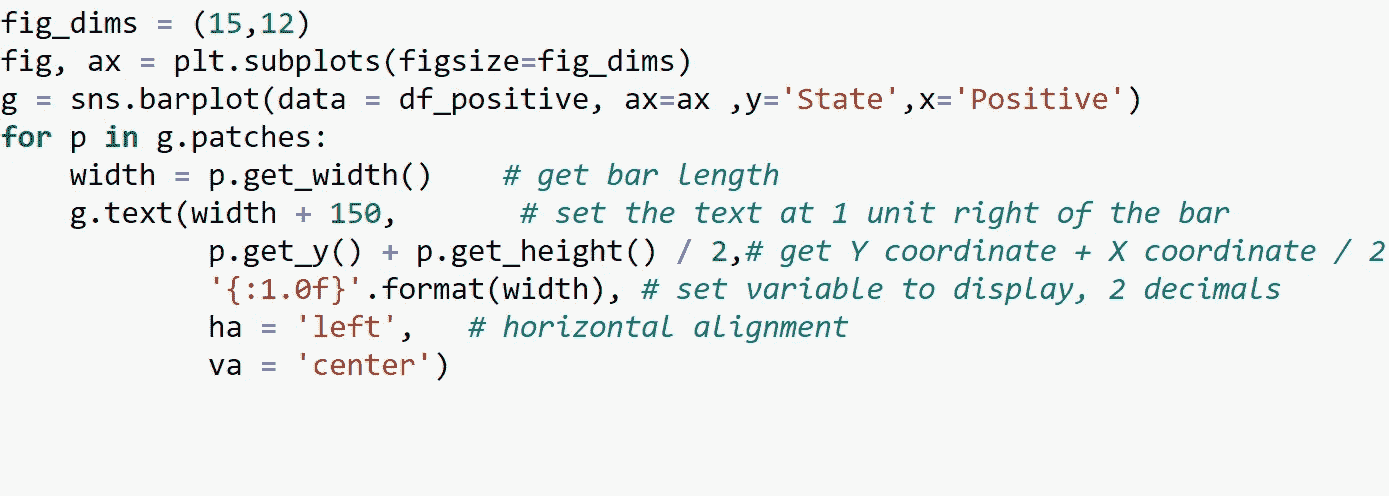 fig_dims = (15,12)
fig, ax = plt.subplots(figsize=fig_dims)
g = sns.barplot(data = df_positive, ax=ax ,y='State',x='Positive')
for p in g.patches:
    width = p.get_width()    # get bar length
    g.text(width + 150,       # set the text at 1 unit right of the bar
            p.get_y() + p.get_height() / 2,# get Y coordinate + X coordinate / 2
            '{:1.0f}'.format(width), # set variable to display, 2 decimals
            ha = 'left',   # horizontal alignment
            va = 'center')